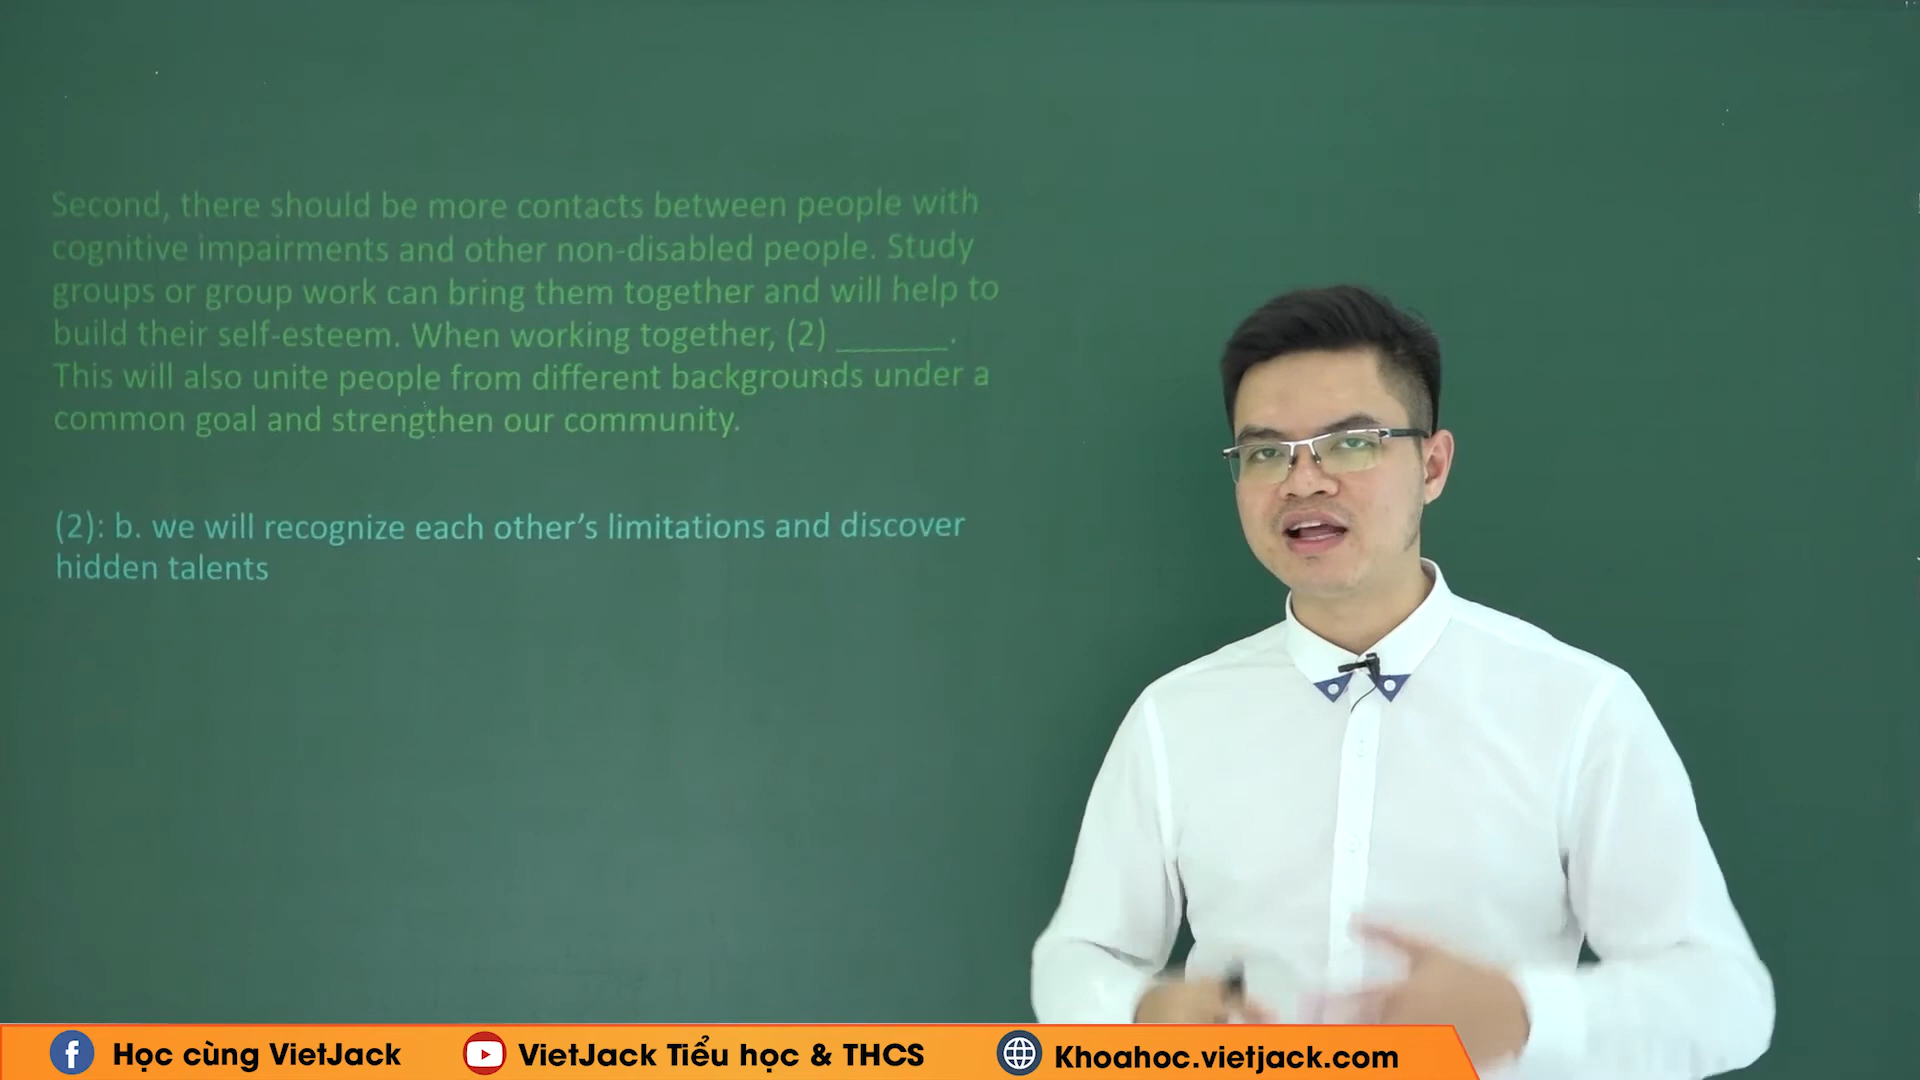 Second, there should be more contacts between people with
cognitive impairments and other non-disabled people. Study
groups or group work can bring them together and will help to
build their self-esteem. When working together, (2) ______.
This will also unite people from different backgrounds under a
common goal and strengthen our community.
(2): b. we will recognize each other's limitations and discover
hidden talents
Học cùng VietJack
VietJack Tiểu học & THCS
Khoahoc.vietjack.com